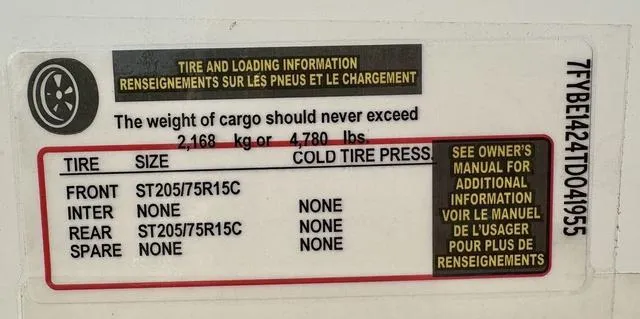 TIRE AND LOADING INFORMATION
RENSEIGNEMENTS SUR LES PNEUS ET LE CHARGEMENT
The weight of cargo should never exceed
2,168 kg or 4,780 lbs.
TIRE SIZE COLD TIRE PRESS.
FRONT ST205/75R15C
INTER NONE NONE
REAR ST205/75R15C NONE
SPARE NONE NONE
SEE OWNER'S
MANUAL FOR
ADDITIONAL
INFORMATION
VOIR LE MANUEL
DE L'USAGER
POUR PLUS DE
RENSEIGNEMENTS
7FYBE1424TD041955